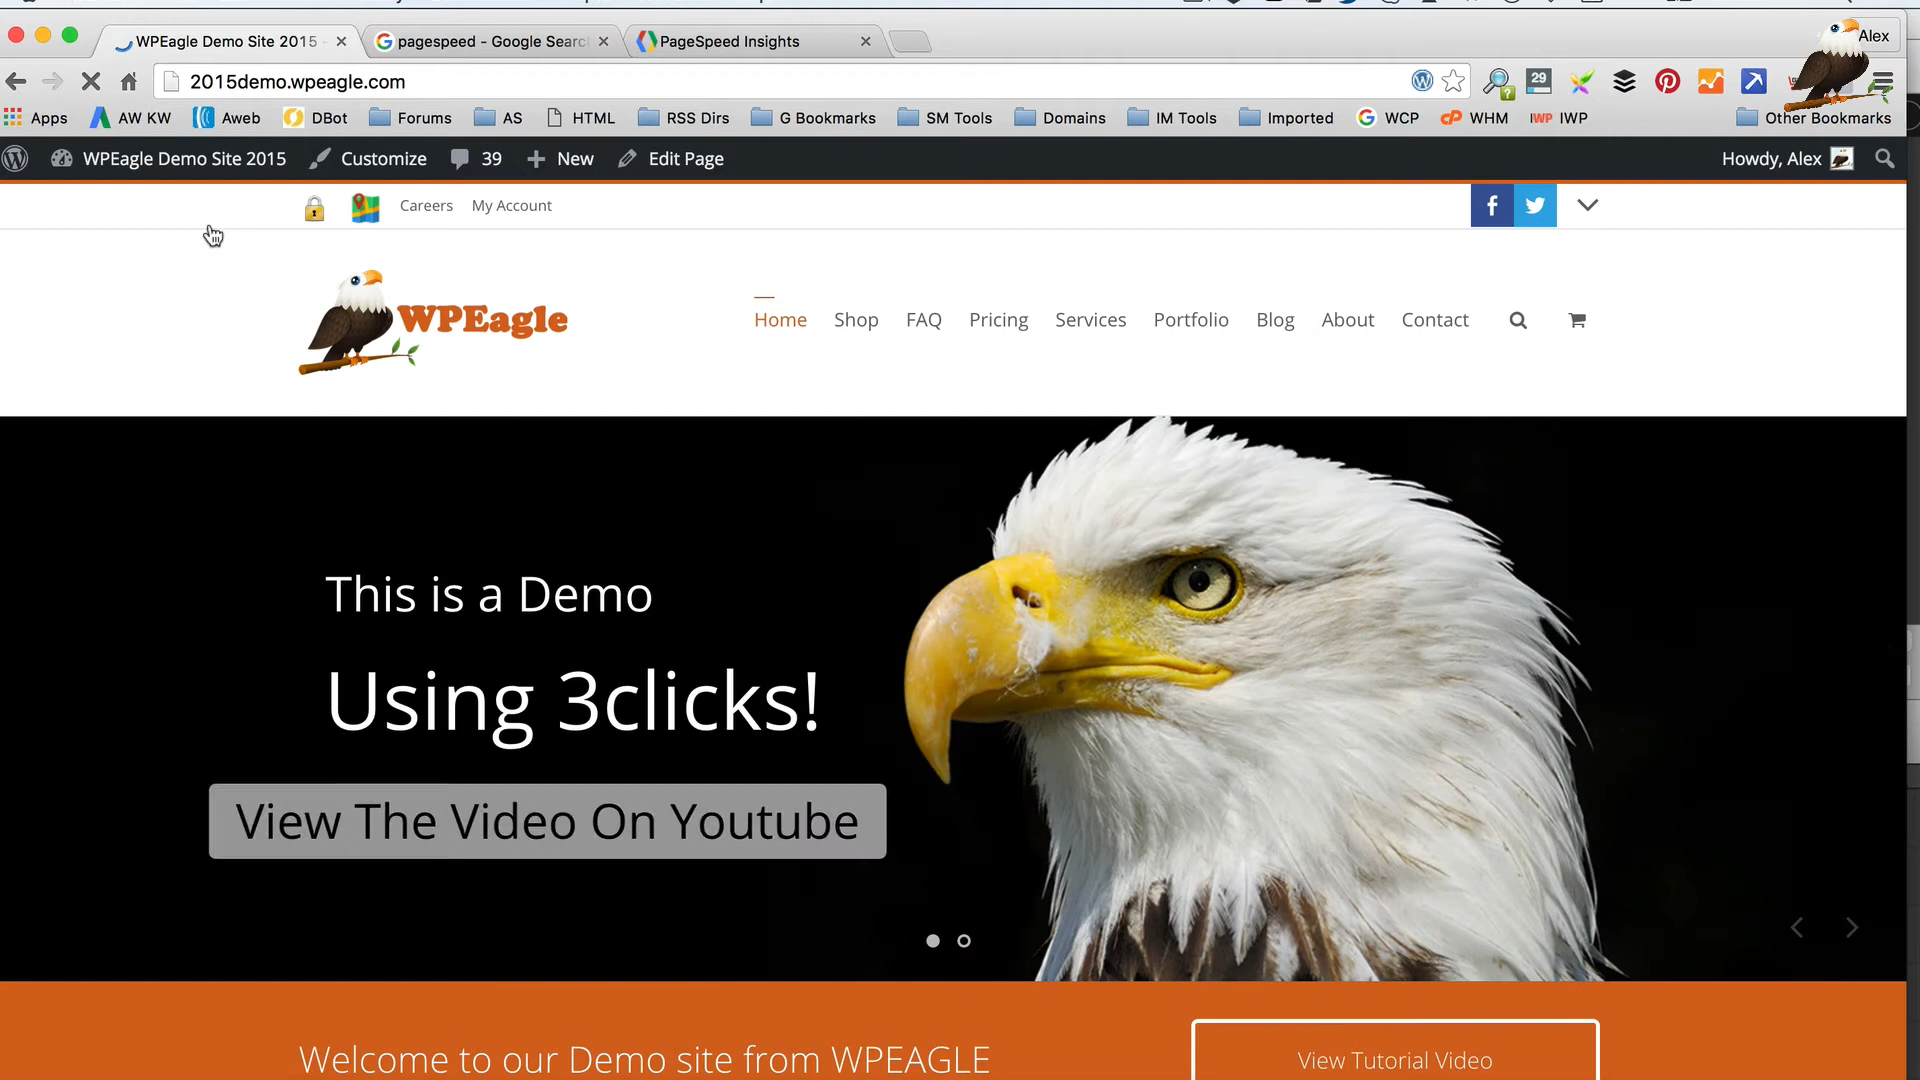 WPEagle Demo Site 2015
pagespeed - Google Searc
PageSpeed Insights
Alex
2015demo.wpeagle.com
29
Apps
AW KW
Aweb
DBot
Forums
AS
HTML
RSS Dirs
G Bookmarks
SM Tools
Domains
IM Tools
Imported
WCP
WHM
IWP
IWP
Other Bookmarks
WPEagle Demo Site 2015
Customize
39
New
Edit Page
Howdy, Alex
Careers
My Account
WPEagle
Home
Shop
FAQ
Pricing
Services
Portfolio
Blog
About
Contact
This is a Demo
Using 3clicks!
View The Video On Youtube
Welcome to our Demo site from WPEAGLE
View Tutorial Video